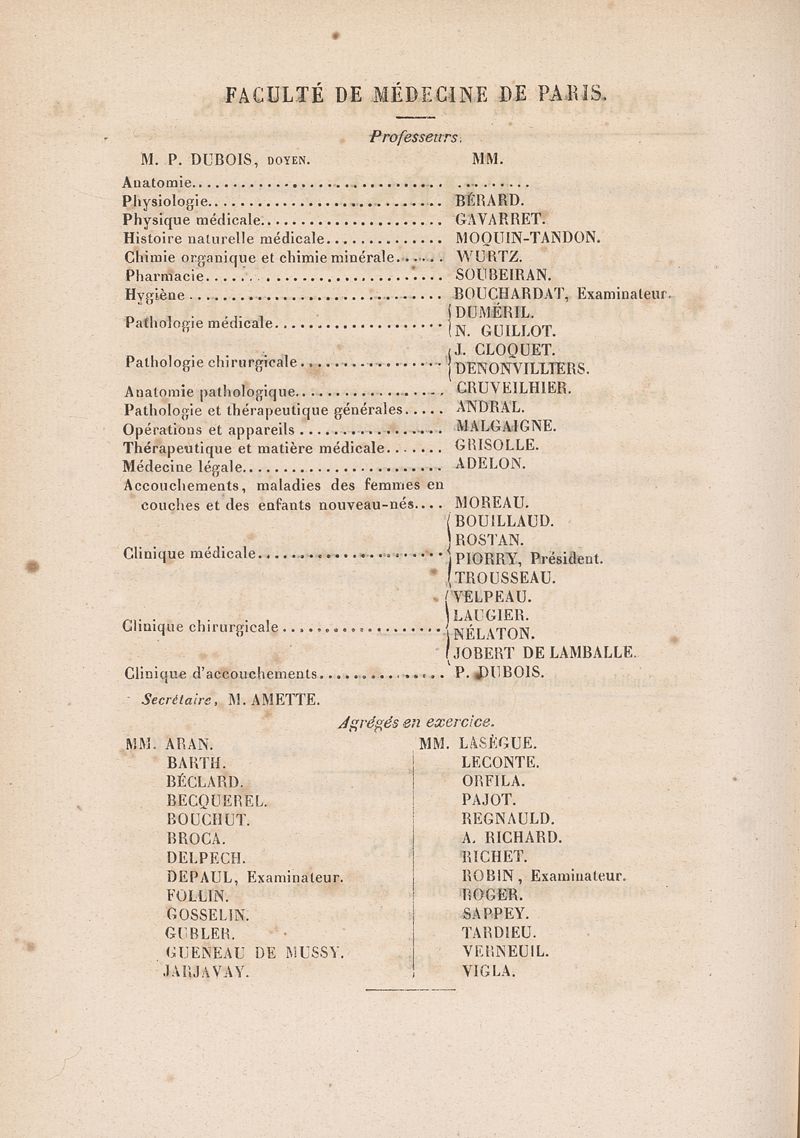 FACULTÉ DE MÉDECINE DE PARIS.
Professeurs.
M. P. DUBOIS, DOYEN. MM.
Anatomie.............................. .........
Physiologie............................ BÉRARD.
Physique médicale...................... GAVARRET.
Histoire naturelle médicale.............. MOQUIN-TANDON.
Chimie organique et chimie minérale...... WURTZ.
Pharmacie............................. SOUBEIRAN.
Hygiène .............................. BOUCHARDAT, Examinateur.
Pathologie médicale....................
DUMÉRIL.
N. GUILLOT.
Pathologie chirurgicale.................
J. CLOQUET.
DENONVILLIERS.
Anatomie pathologique.................. CRUVEILHIER.
Pathologie et thérapeutique générales..... ANDRAL.
Opérations et appareils ................. MALGAIGNE.
Thérapeutique et matière médicale....... GRISOLLE.
Médecine légale........................ ADELON.
Accouchements, maladies des femmes en
couches et des enfants nouveau-nés.... MOREAU.
Clinique médicale......................
BOUILLAUD.
ROSTAN.
PIORRY, Président.
TROUSSEAU.
Clinique chirurgicale ...................
VELPEAU.
LAUGIER.
NÉLATON.
JOBERT DE LAMBALLE.
Clinique d'accouchements............... P. DUBOIS.
Secrétaire, M. AMETTE.
Agrégés en exercice.
MM. ARAN.
BARTH.
BÉCLARD.
BECQUEREL.
BOUCHUT.
BROCA.
DELPECH.
DEPAUL, Examinateur.
FOLLIN.
GOSSELIN.
GUBLER.
GUENEAU DE MUSSY.
JARJAVAY.
MM. LASÈGUE.
LECONTE.
ORFILA.
PAJOT.
REGNAULD.
A. RICHARD.
RICHET.
ROBIN, Examinateur.
ROGER.
SAPPEY.
TARDIEU.
VERNEUIL.
VIGLA.